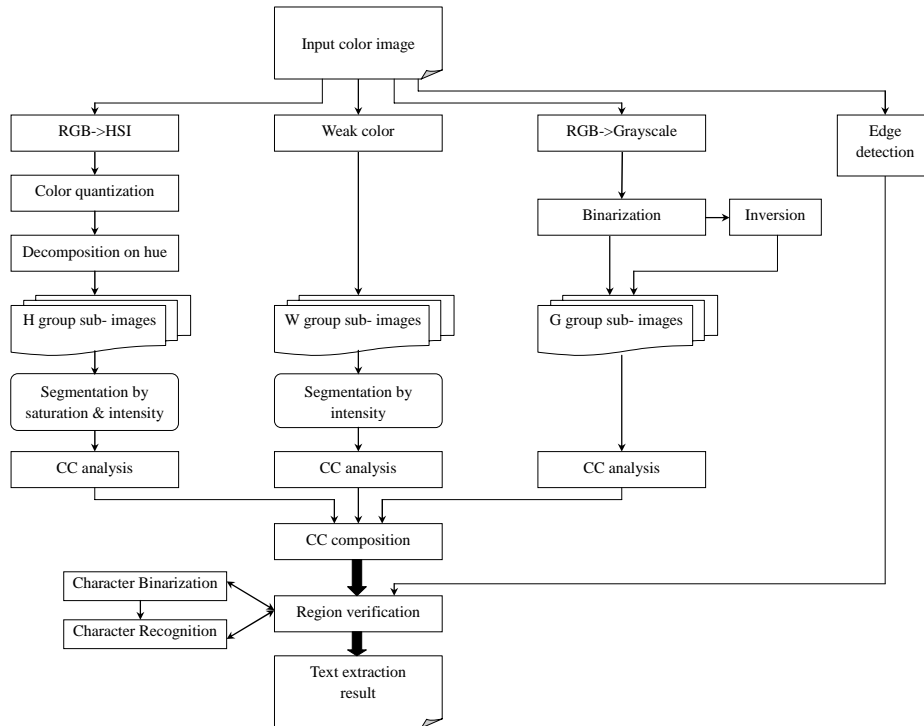 Input color image
RGB->HSI
Weak color
RGB->Grayscale
Edge
detection
Color quantization
Binarization
Inversion
Decomposition on hue
H group sub- images
W group sub- images
G group sub- images
Segmentation by
saturation & intensity
Segmentation by
intensity
CC analysis
CC analysis
CC analysis
CC composition
Character Binarization
Region verification
Character Recognition
Text extraction
result